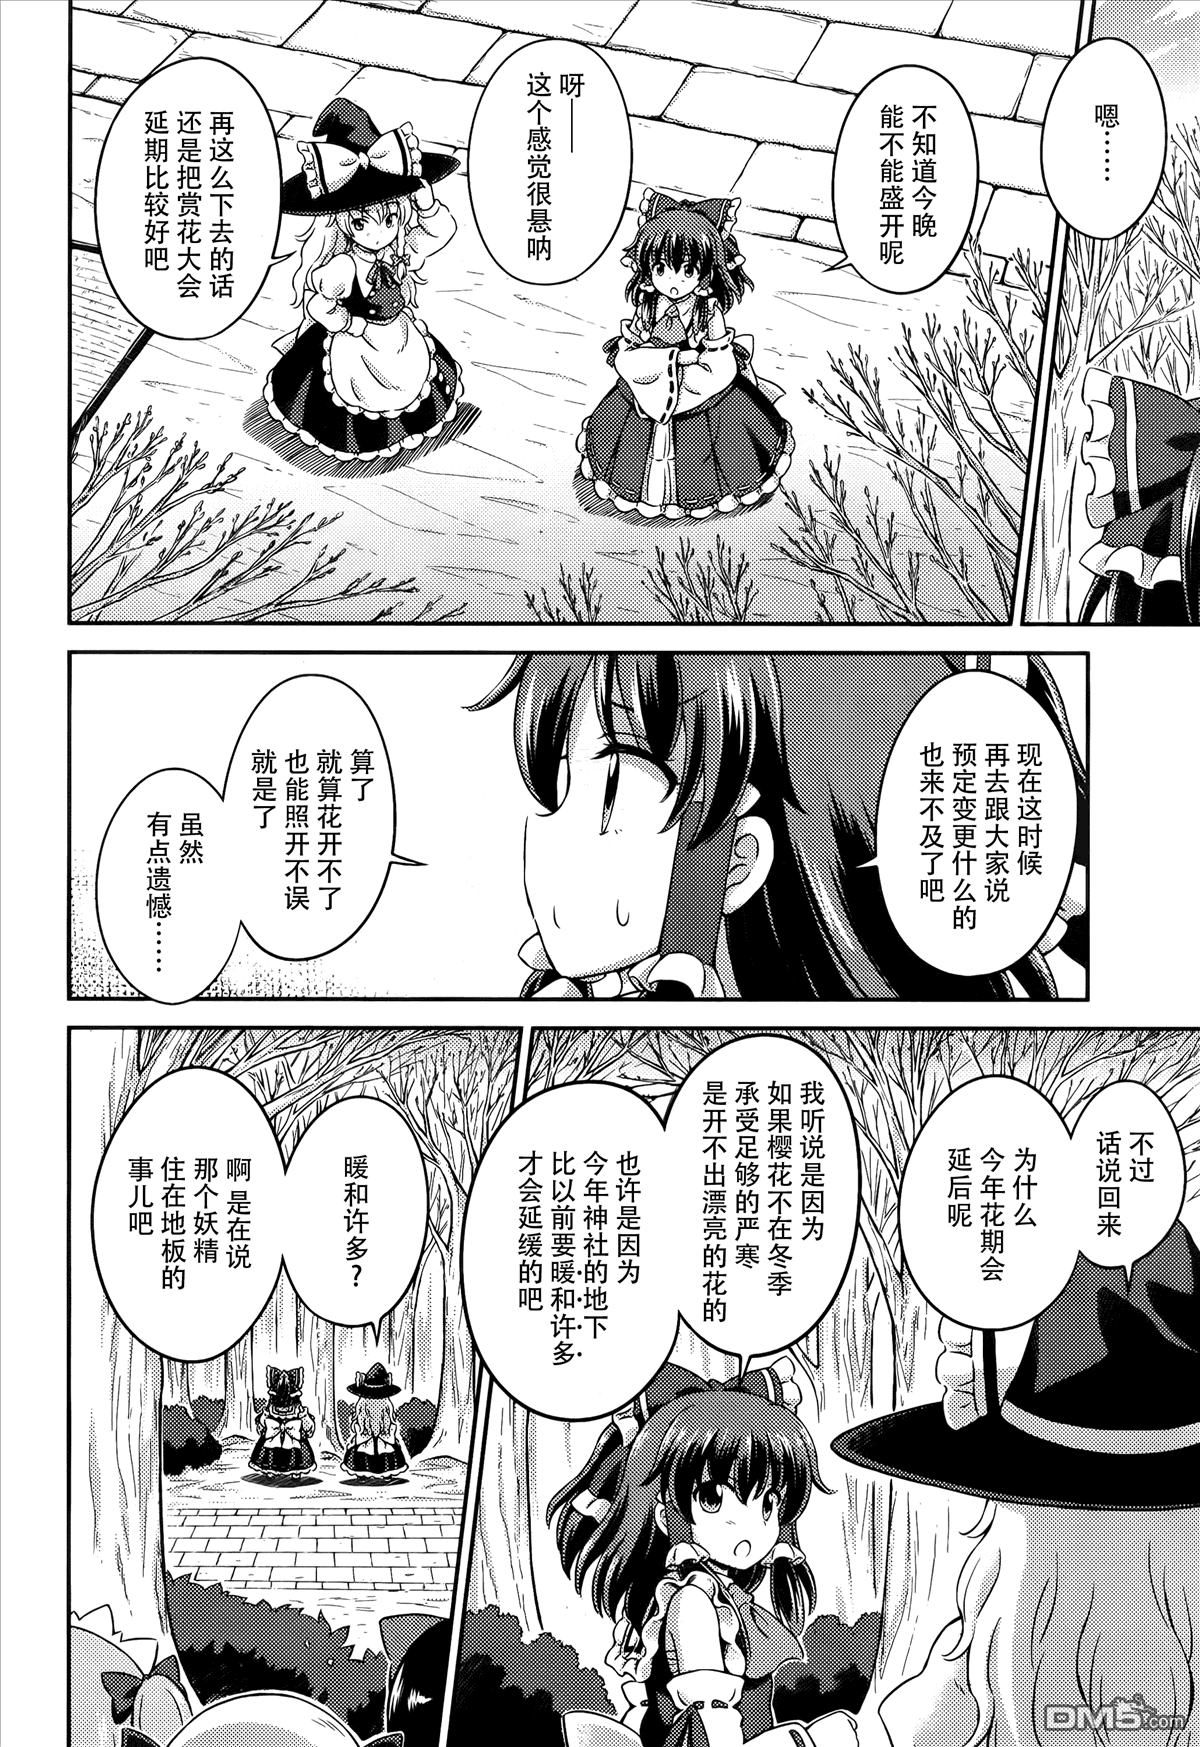 嗯……
不知道今晚
能不能盛开呢
呀——
这个感觉很悬呐
再这么下去的话
还是把赏花大会
延期比较好吧
现在这时候
再去跟大家说
预定变更什么的
也来不及了吧
算了
就算花开不了
也能照开不误
就是了
虽然
有点遗憾……
不过
话说回来
为什么
今年花期会
延后呢
我听说是因为
如果樱花不在冬季
承受足够的严寒
是开不出漂亮的花的
也许是因为
今年神社的地下
比以前要暖和许多
才会延缓的吧
暖和许多？
啊是在说
那个妖精
住在地板的
事儿吧
DM5.com